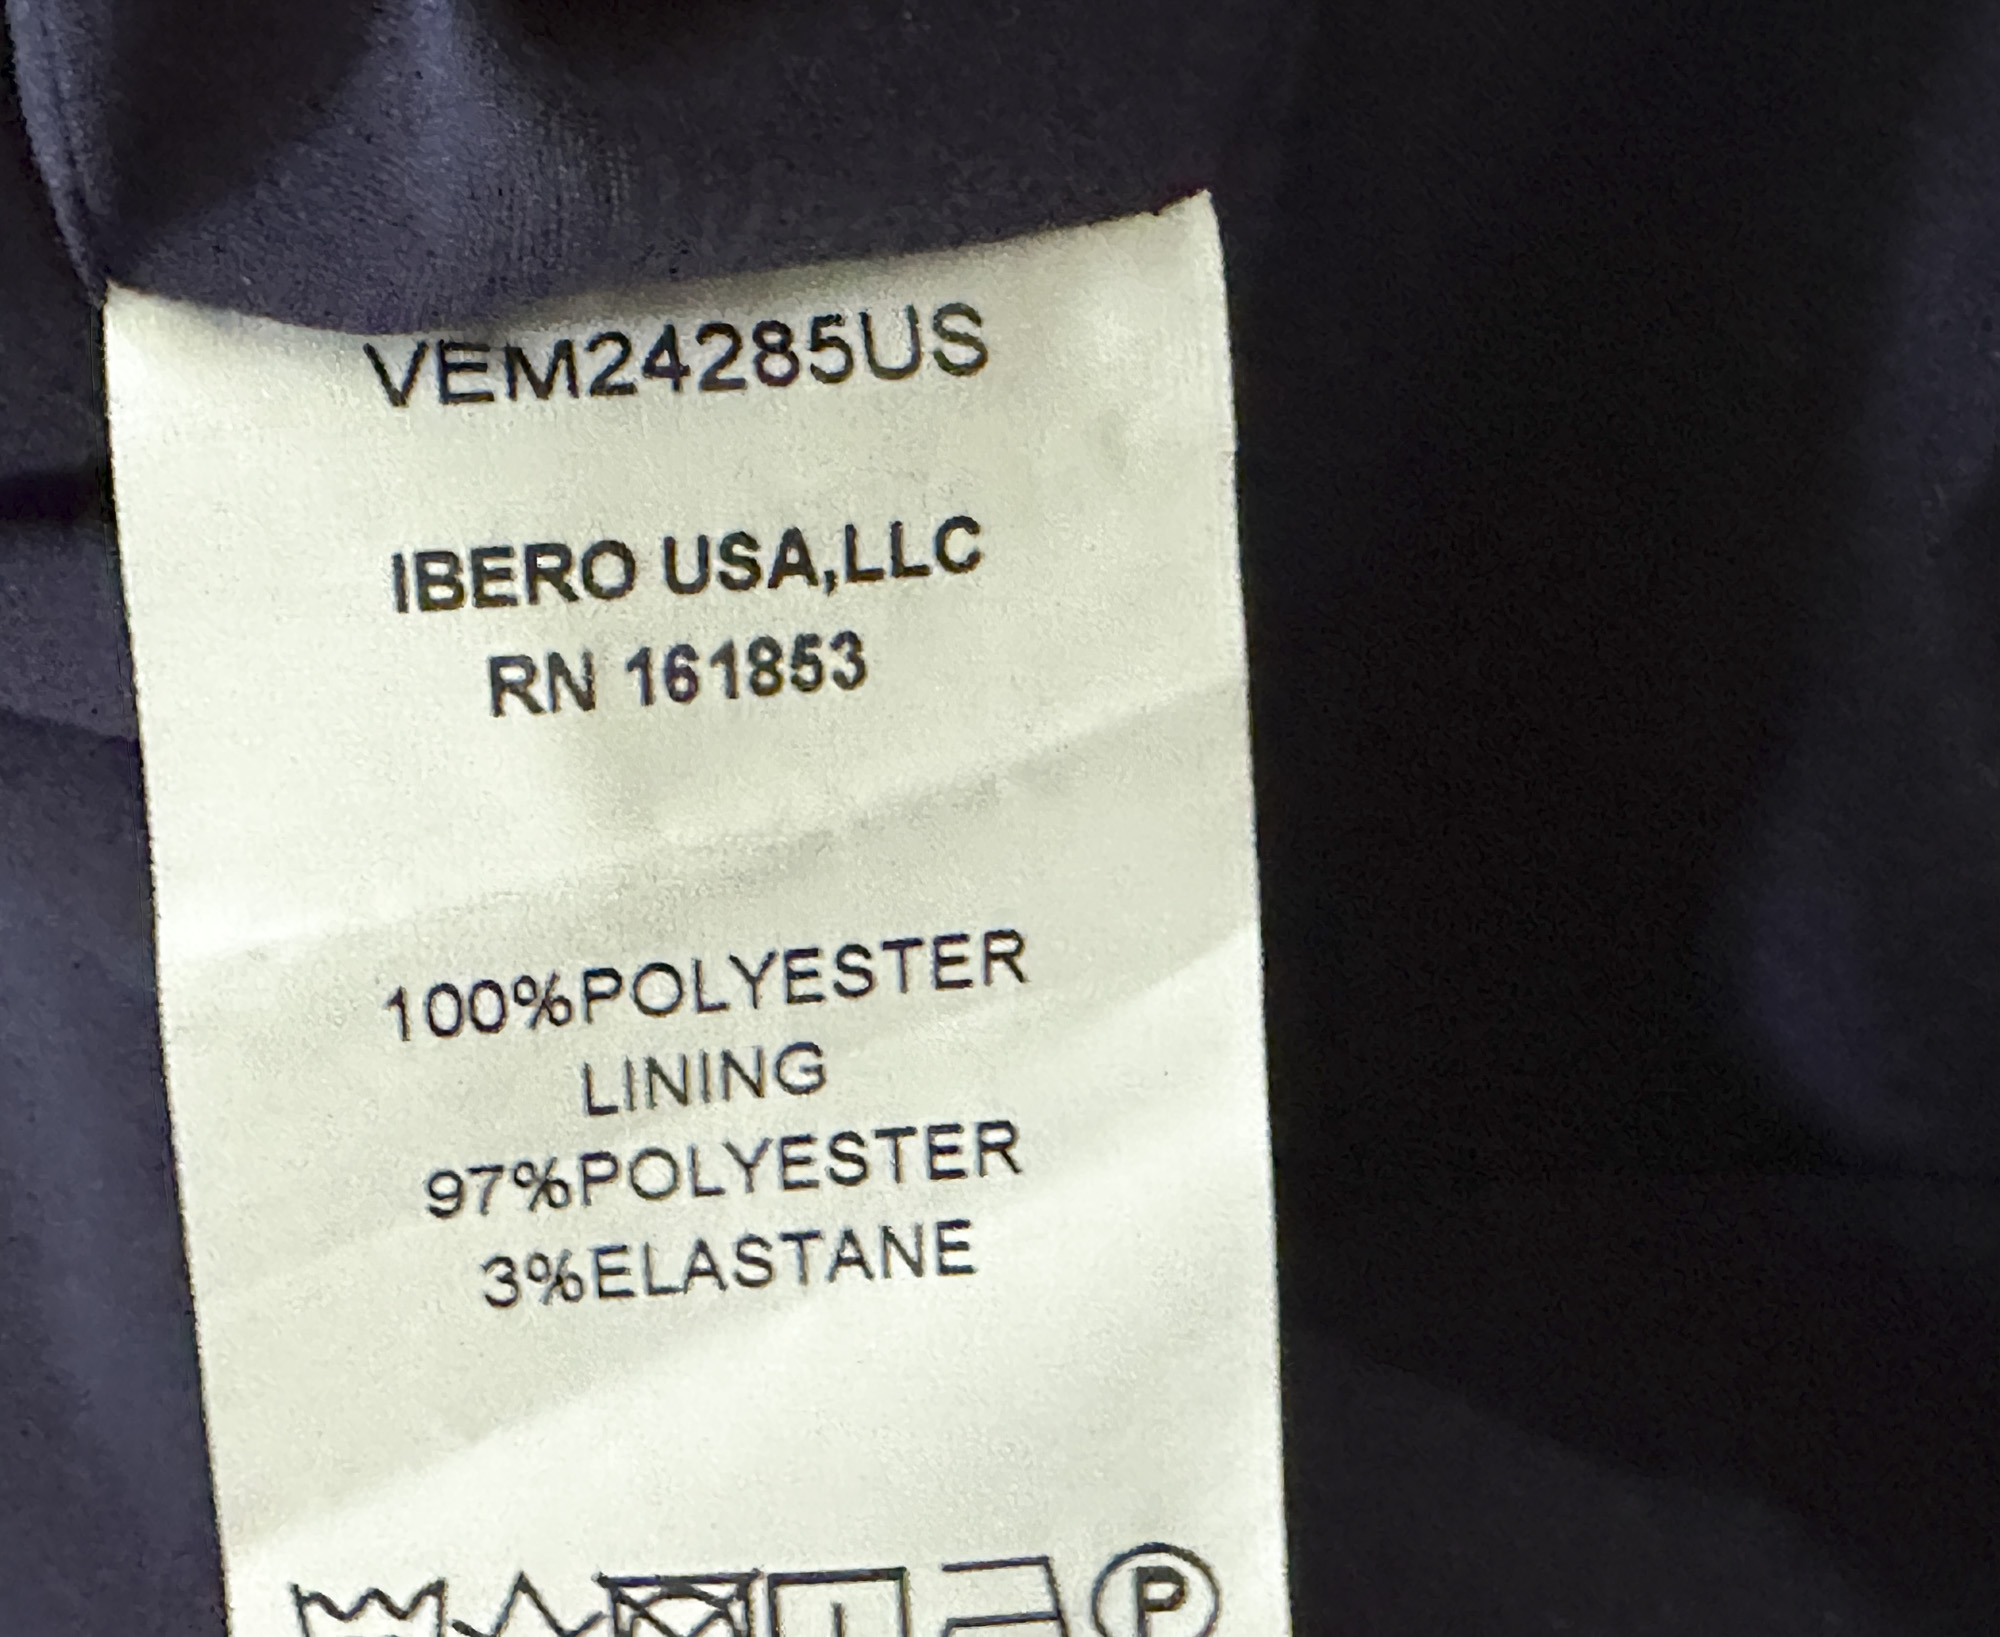 VEM24285US
IBERO USA,LLC
RN 161853
100%POLYESTER
LINING
97%POLYESTER
3%ELASTANE
P